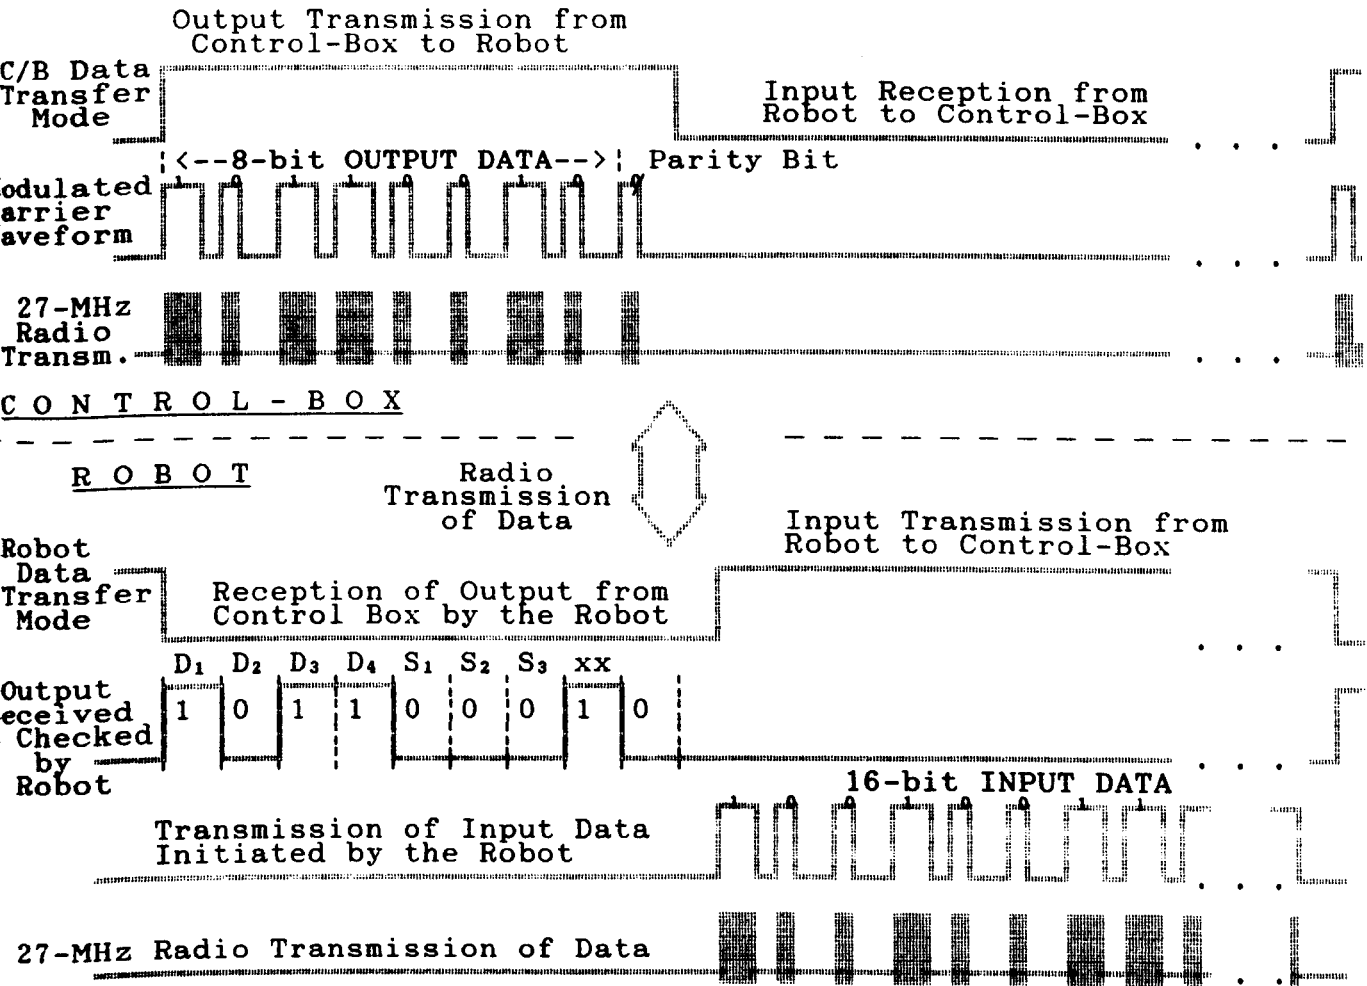 Output Transmission from
Control-Box to Robot
C/B Data
Transfer
Mode
Input Reception from
Robot to Control-Box
. . .
|<--8-bit OUTPUT DATA-->| Parity Bit
1 0 1 1 0 0 1 0 0
odulated
arrier
aveform
. . .
27-MHz
Radio
Transm.
. . .
CONTROL-BOX
ROBOT
Radio
Transmission
of Data
Input Transmission from
Robot to Control-Box
Robot
Data
Transfer
Mode
Reception of Output from
Control Box by the Robot
. . .
D1 D2 D3 D4 S1 S2 S3 xx
1 0 1 1 0 0 0 1 0
Output
eceived
Checked
by
Robot
. . .
16-bit INPUT DATA
1 0 0 1 0 0 1 1
Transmission of Input Data
Initiated by the Robot
. . .
27-MHz Radio Transmission of Data
. . .